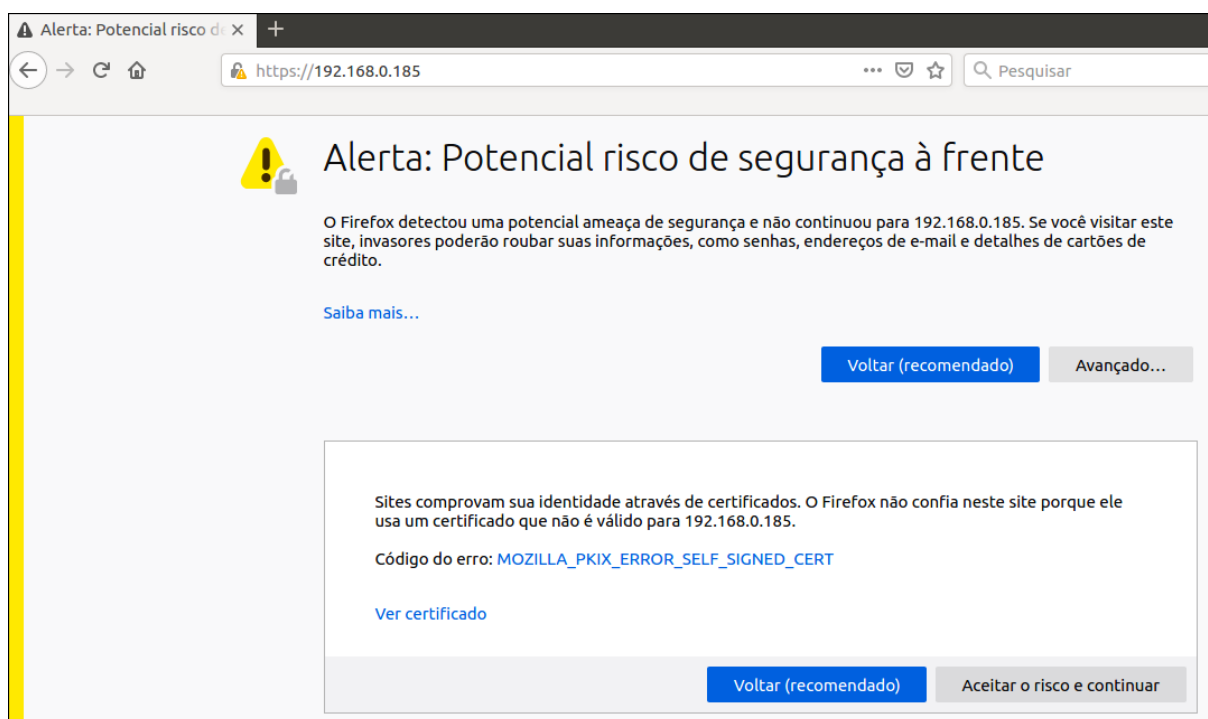 Alerta: Potencial risco de
https://192.168.0.185
Pesquisar
Alerta: Potencial risco de segurança à frente
O Firefox detectou uma potencial ameaça de segurança e não continuou para 192.168.0.185. Se você visitar este
site, invasores poderão roubar suas informações, como senhas, endereços de e-mail e detalhes de cartões de
crédito.
Saiba mais…
Voltar (recomendado)
Avançado…
Sites comprovam sua identidade através de certificados. O Firefox não confia neste site porque ele
usa um certificado que não é válido para 192.168.0.185.
Código do erro: MOZILLA_PKIX_ERROR_SELF_SIGNED_CERT
Ver certificado
Voltar (recomendado)
Aceitar o risco e continuar